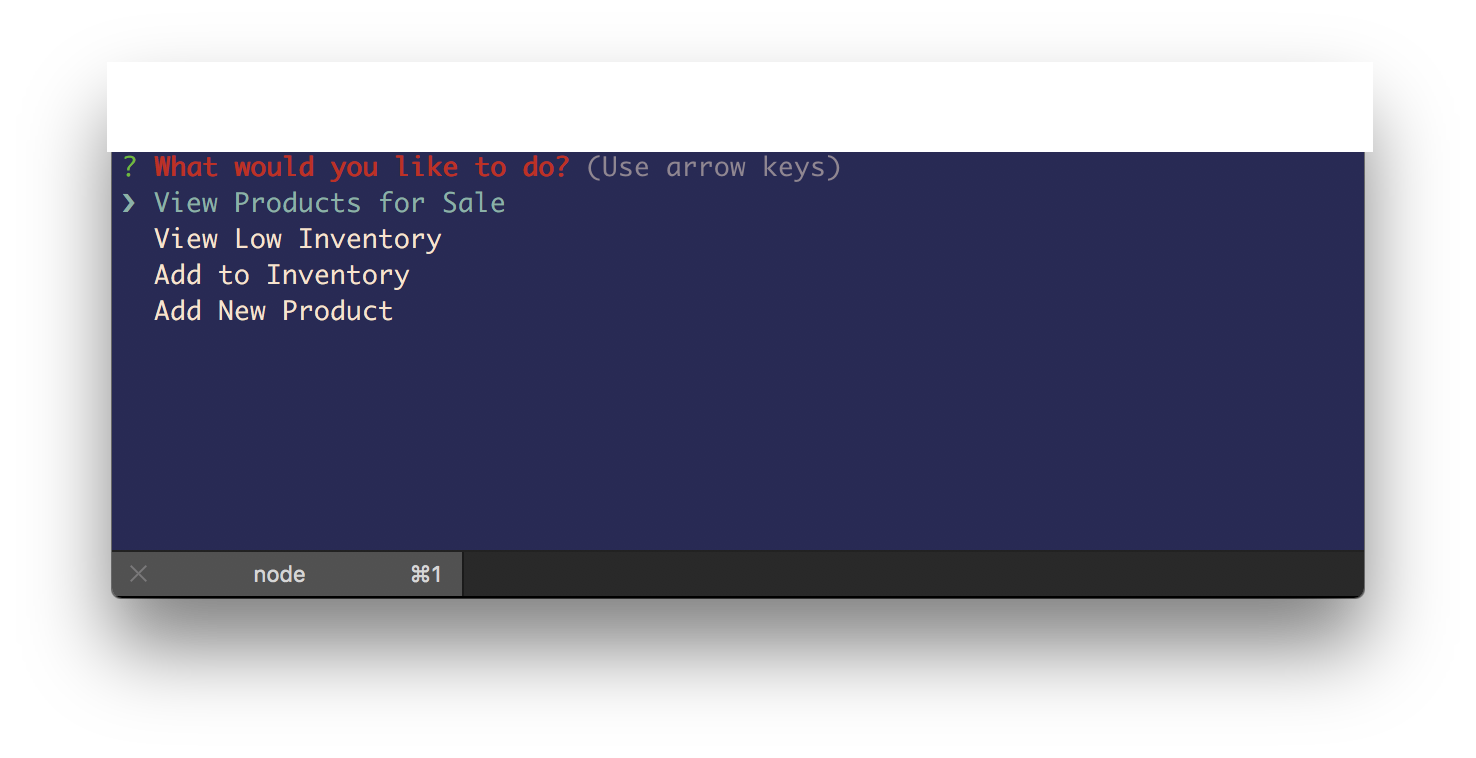 ? What would you like to do? (Use arrow keys)
❯ View Products for Sale
View Low Inventory
Add to Inventory
Add New Product
node ⌘1